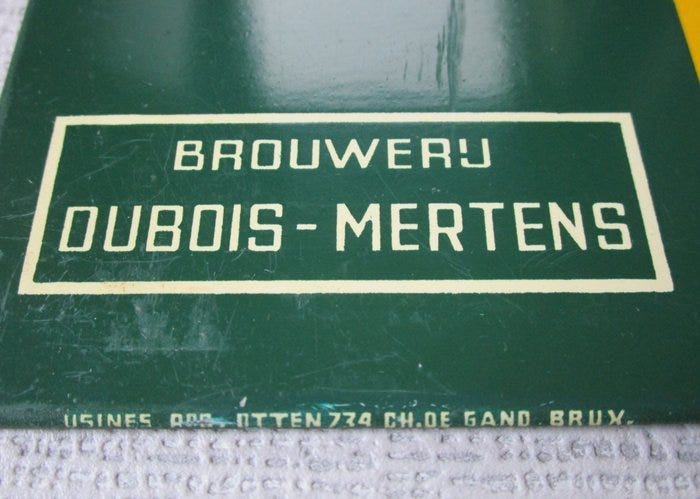 BROUWERIJ
DUBOIS-MERTENS
USINES OTTEN 734 CH.DE GAND BRUX.